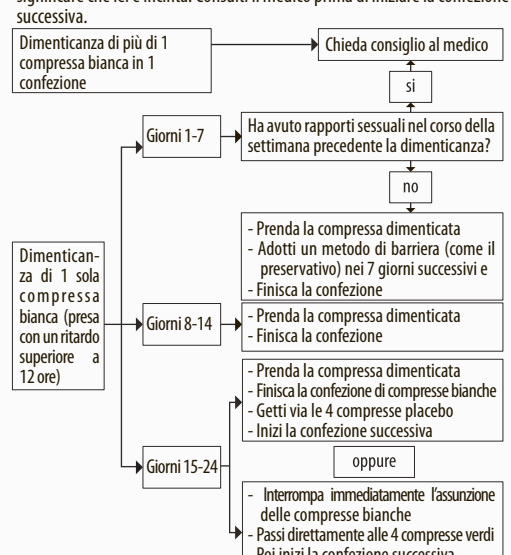 significare che lei è incinta. Consulti il medico prima di iniziare la confezione
successiva.
Dimenticanza di più di 1
compressa bianca in 1
confezione
Chieda consiglio al medico
si
Giorni 1-7
Ha avuto rapporti sessuali nel corso della
settimana precedente la dimenticanza?
no
- Prenda la compressa dimenticata
- Adotti un metodo di barriera (come il
preservativo) nei 7 giorni successivi e
- Finisca la confezione
Dimentican-
za di 1 sola
compressa
bianca (presa
con un ritardo
superiore a
12 ore)
Giorni 8-14
- Prenda la compressa dimenticata
- Finisca la confezione
- Prenda la compressa dimenticata
- Finisca la confezione di compresse bianche
- Getti via le 4 compresse placebo
- Inizi la confezione successiva
Giorni 15-24
oppure
- Interrompa immediatamente l'assunzione
delle compresse bianche
- Passi direttamente alle 4 compresse verdi
- Poi inizi la confezione successiva